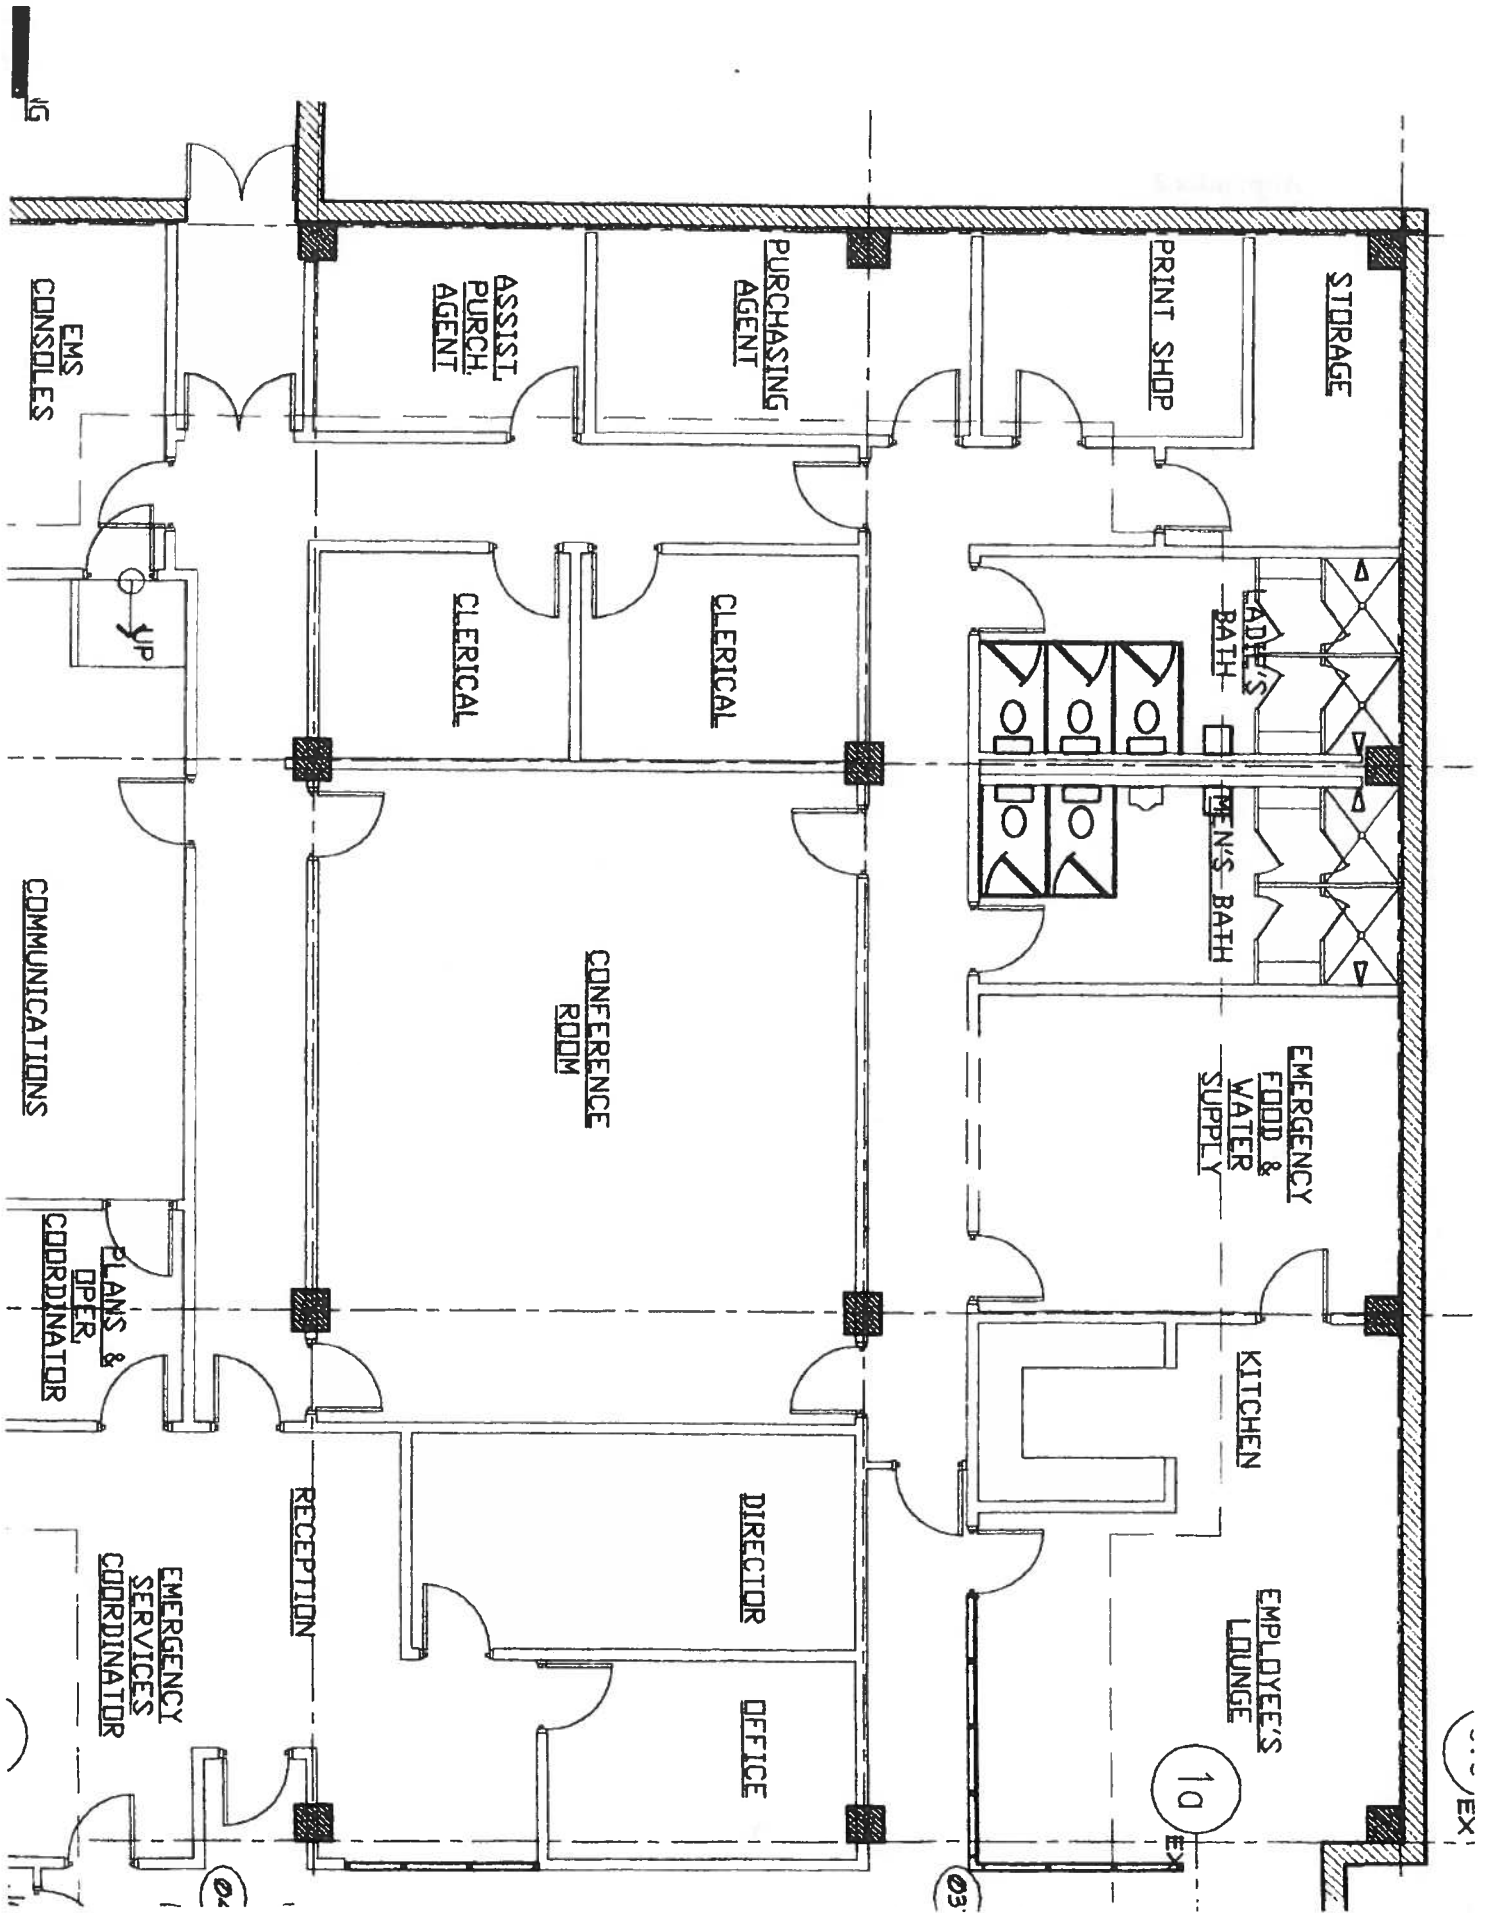 STORAGE
PRINT SHOP
PURCHASING
AGENT
ASSIST.
PURCH.
AGENT
EMS
CONSOLES
LADIE'S
BATH
CLERICAL
CLERICAL
UP
MEN'S BATH
CONFERENCE
ROOM
COMMUNICATIONS
EMERGENCY
FOOD &
WATER
SUPPLY
KITCHEN
PLANS &
OPER.
COORDINATOR
DIRECTOR
RECEPTION
EMPLOYEE'S
LOUNGE
OFFICE
EMERGENCY
SERVICES
COORDINATOR
1a
EX
EX
03